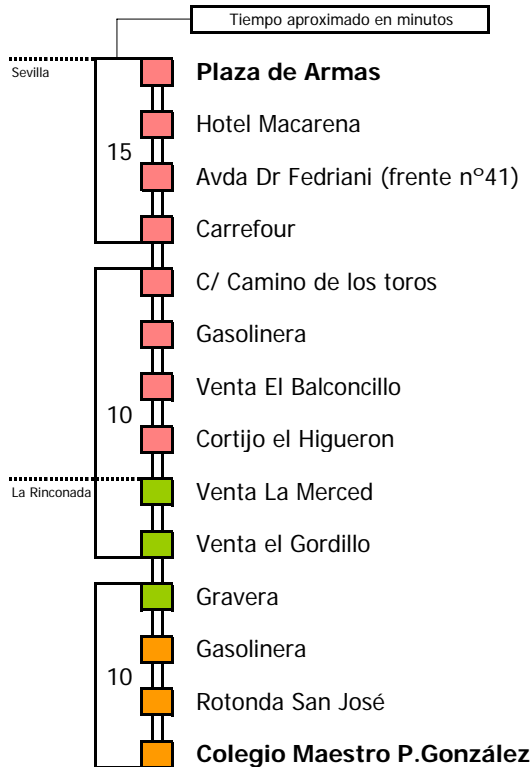 Tiempo aproximado en minutos
Sevilla
Plaza de Armas
Hotel Macarena
15
Avda Dr Fedriani (frente nº41)
Carrefour
C/ Camino de los toros
Gasolinera
Venta El Balconcillo
10
Cortijo el Higueron
La Rinconada
Venta La Merced
Venta el Gordillo
Gravera
Gasolinera
10
Rotonda San José
Colegio Maestro P.González